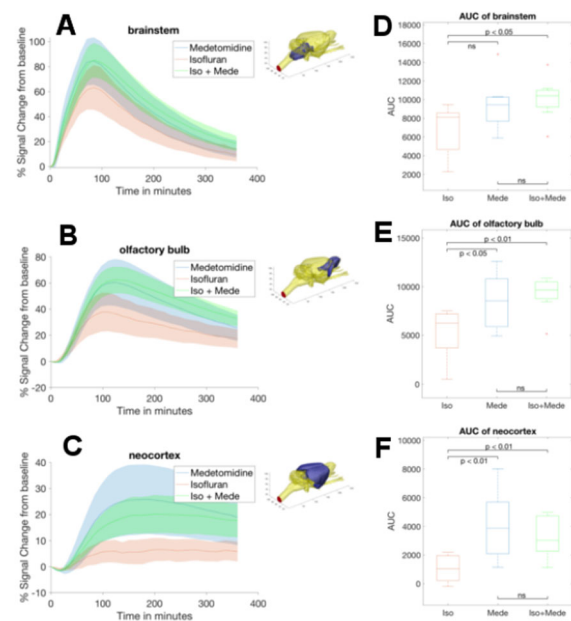 A
brainstem
Medetomidine
Isofluran
Iso + Mede
% Signal Change from baseline
100
80
60
40
20
0
0 100 200 300 400
Time in minutes
B
olfactory bulb
Medetomidine
Isofluran
Iso + Mede
% Signal Change from baseline
80
60
40
20
0
-20
0 100 200 300 400
Time in minutes
C
neocortex
Medetomidine
Isofluran
Iso + Mede
% Signal Change from baseline
40
30
20
10
0
-10
0 100 200 300 400
Time in minutes
D
AUC of brainstem
p < 0.05
ns
ns
AUC
18000
16000
14000
12000
10000
8000
6000
4000
2000
0
Iso Mede Iso+Mede
E
AUC of olfactory bulb
p < 0.01
p < 0.05
ns
AUC
15000
10000
5000
0
Iso Mede Iso+Mede
F
AUC of neocortex
p < 0.01
p < 0.01
ns
AUC
10000
8000
6000
4000
2000
0
Iso Mede Iso+Mede